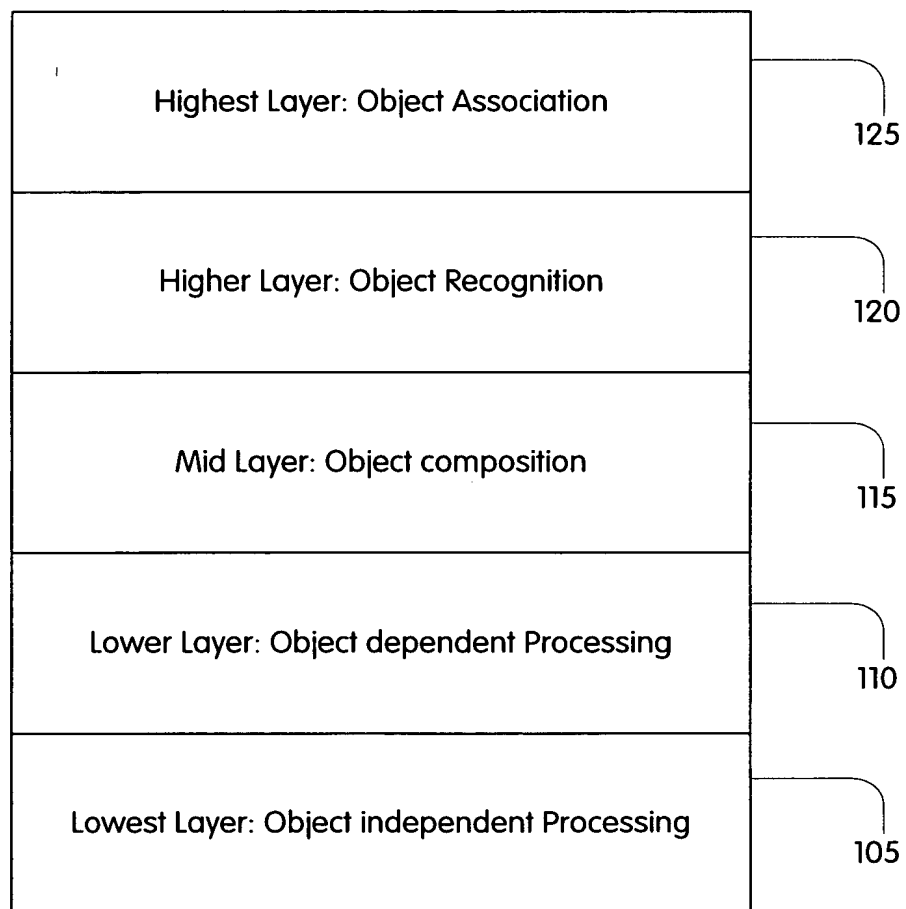 Highest Layer: Object Association
125
Higher Layer: Object Recognition
120
Mid Layer: Object composition
115
Lower Layer: Object dependent Processing
110
Lowest Layer: Object independent Processing
105